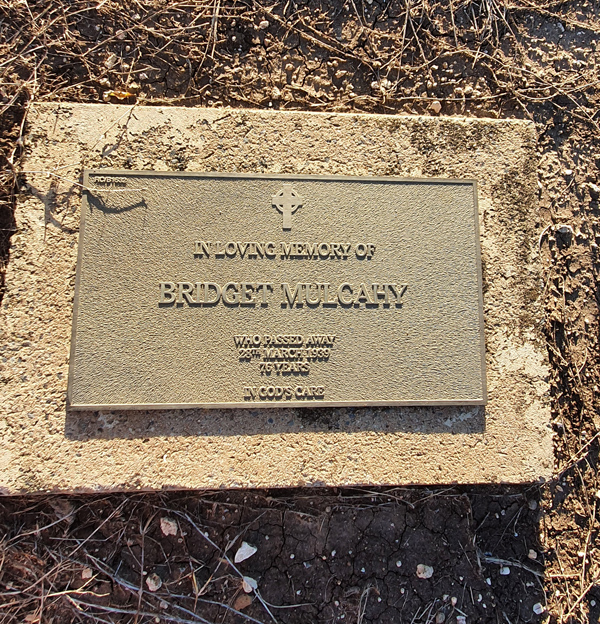 IN LOVING MEMORY OF
BRIDGET MULCAHY
WHO PASSED AWAY
28TH MARCH 1939
75 YEARS
IN GOD'S CARE